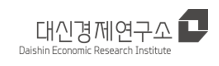 대신경제연구소
Daishin Economic Research Institute